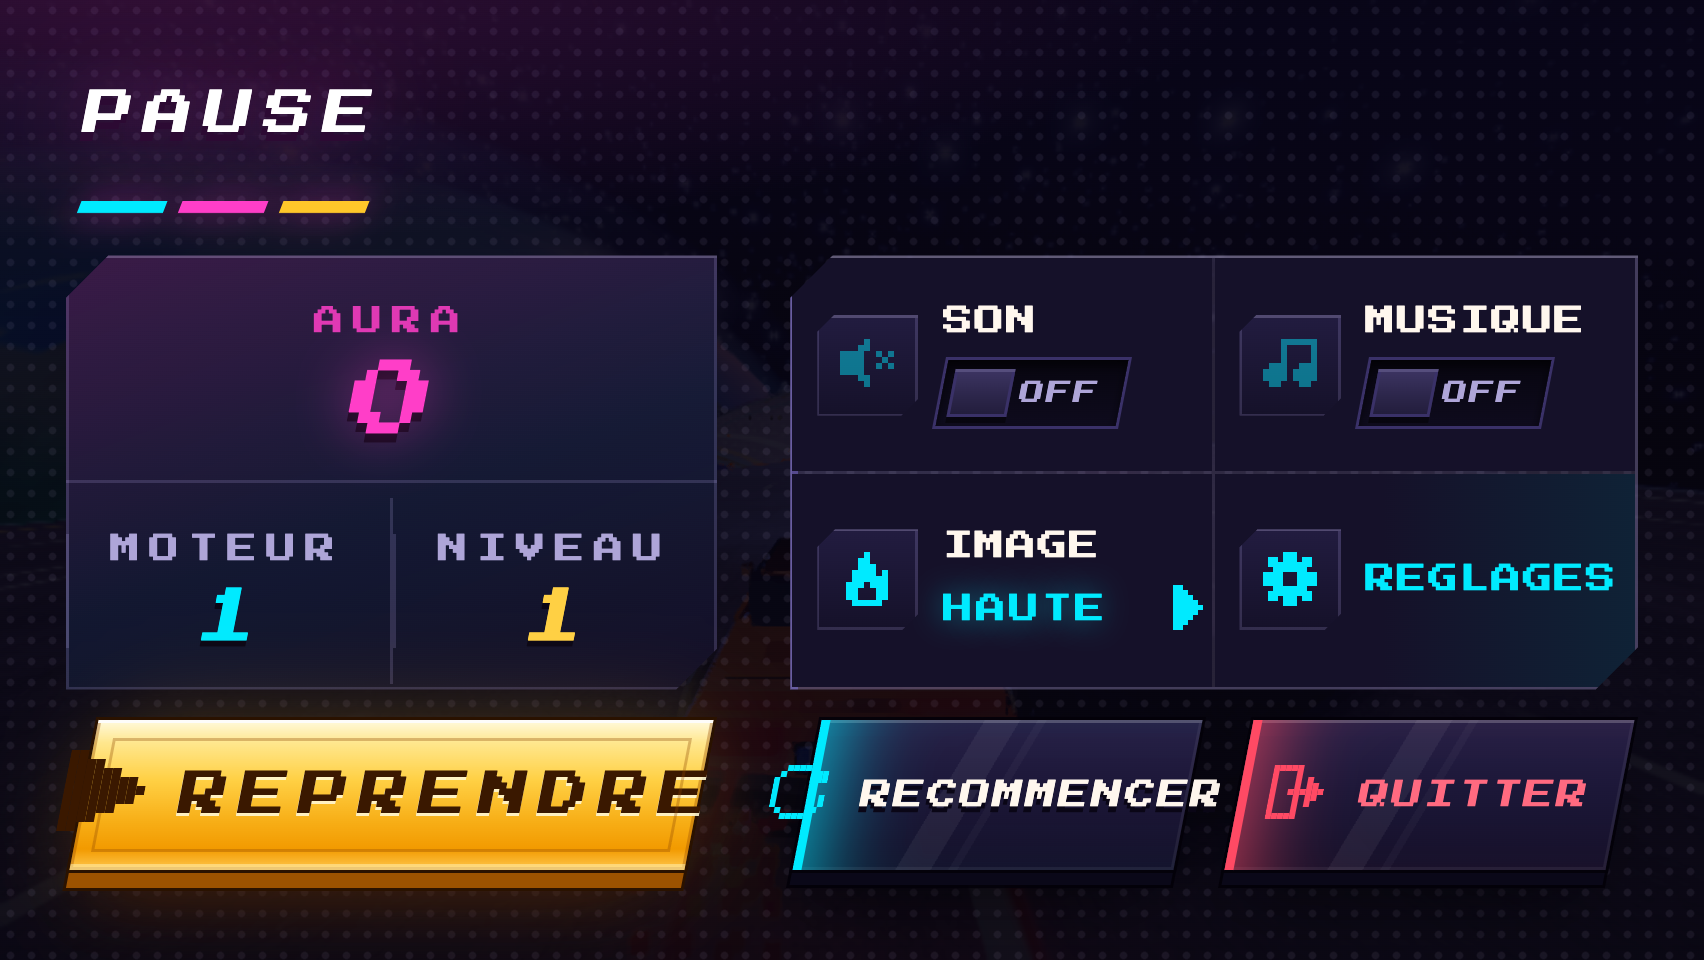 PAUSE
AURA
0
MOTEUR
1
NIVEAU
1
SON
OFF
MUSIQUE
OFF
IMAGE
HAUTE
REGLAGES
REPRENDRE
RECOMMENCER
QUITTER